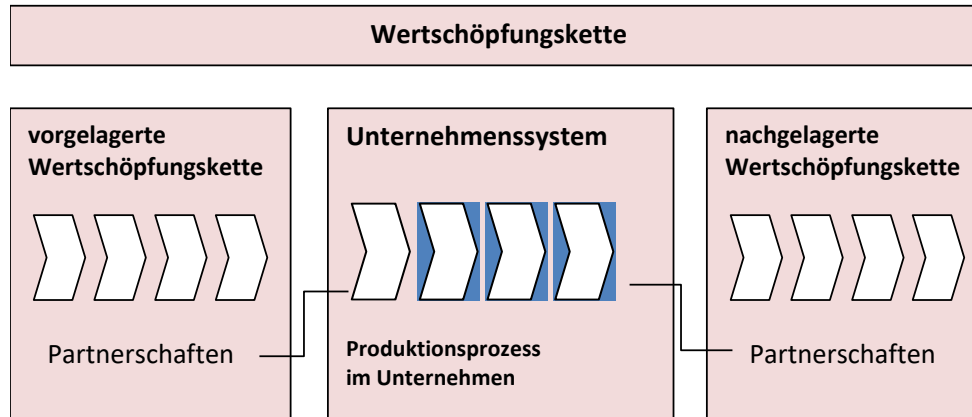 Wertschöpfungskette
vorgelagerte
Wertschöpfungskette
Partnerschaften
Unternehmenssystem
Produktionsprozess
im Unternehmen
nachgelagerte
Wertschöpfungskette
Partnerschaften